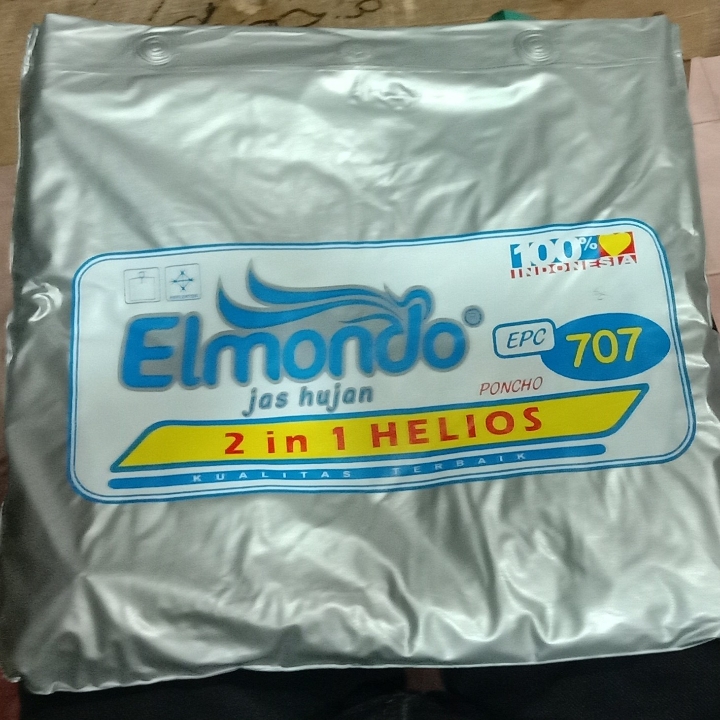 100%
INDONESIA
Elmondo
jas hujan
EPC 707
PONCHO
2 in 1 HELIOS
KUALITAS TERBAIK